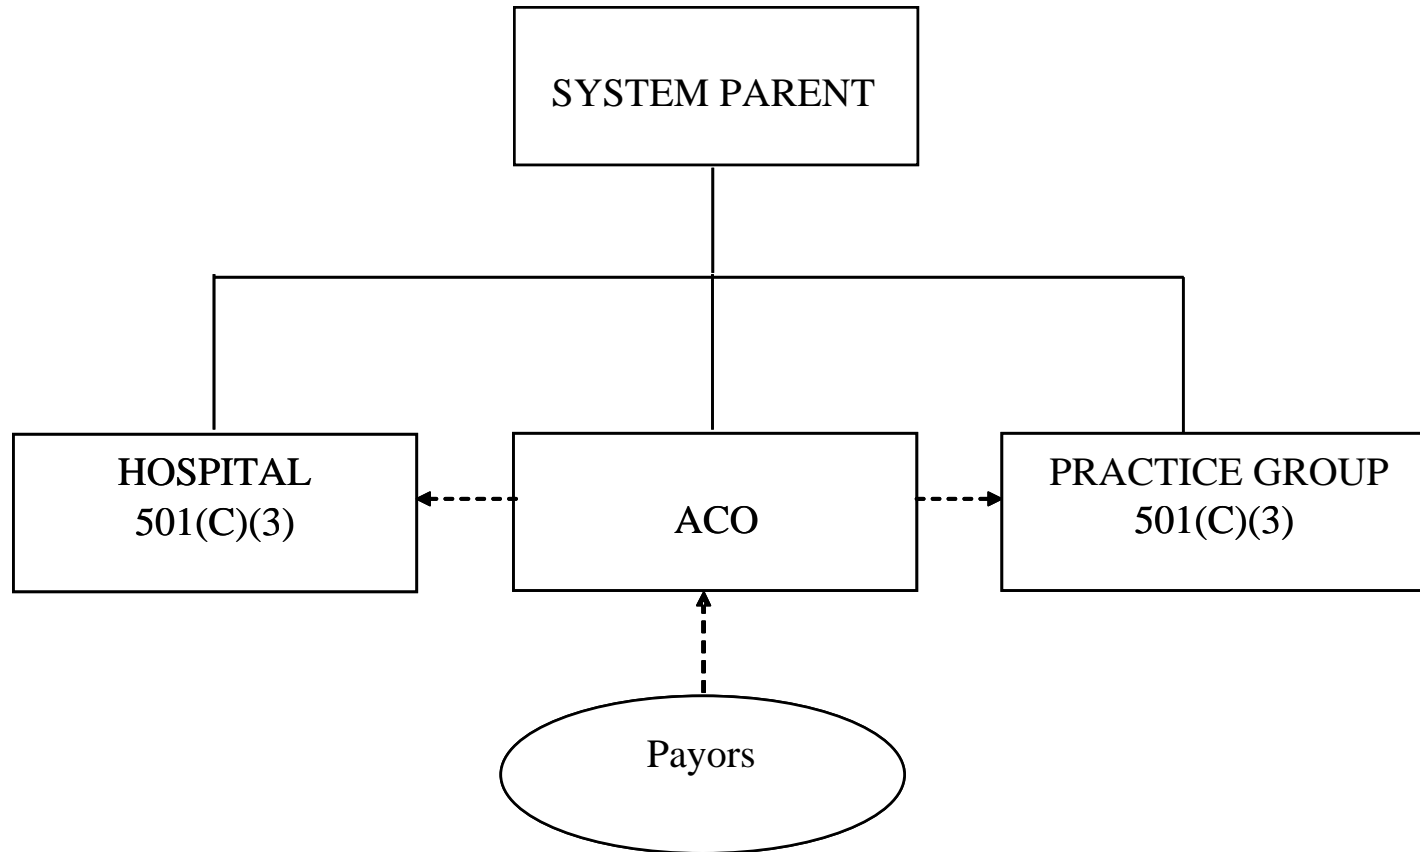 SYSTEM PARENT
HOSPITAL
501(C)(3)
ACO
PRACTICE GROUP
501(C)(3)
Payors